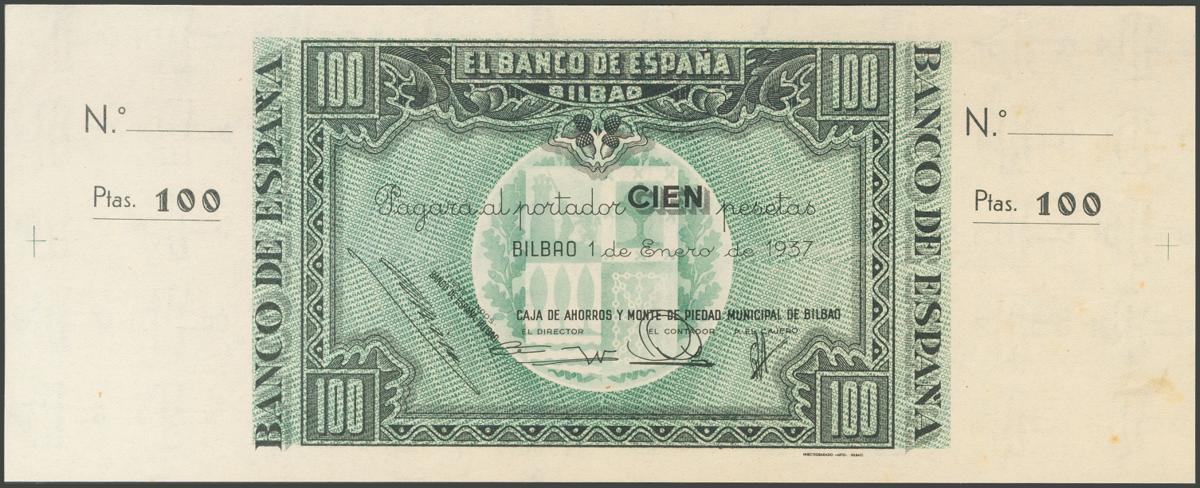 100 EL BANCO DE ESPAÑA 100
BILBAO
N.º
Ptas. 100
BANCO DE ESPAÑA
BANCO DE ESPAÑA
N.º
Ptas. 100
Pagará al portador CIEN pesetas
BILBAO 1 de Enero de 1937
CAJA DE AHORROS Y MONTE DE PIEDAD MUNICIPAL DE BILBAO
EL DIRECTOR EL CONTADOR P. EL CAJERO
100 100